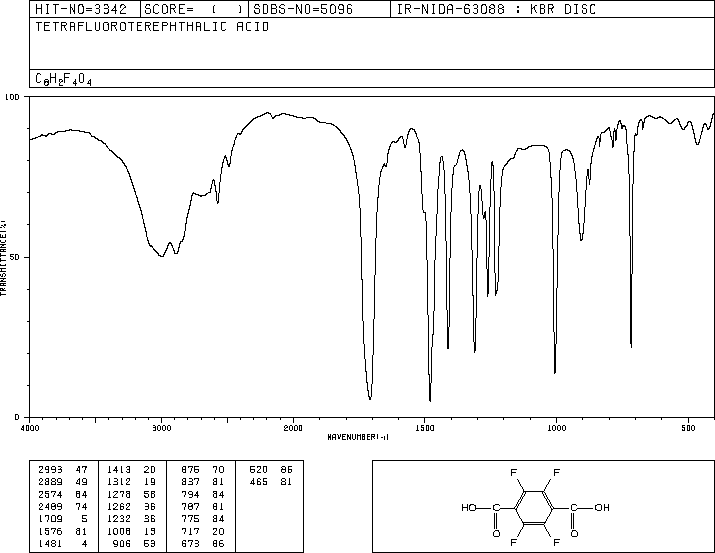 HIT-NO=3342 SCORE= ( ) SDBS-NO=5096 IR-NIDA-63088 : KBR DISC
TETRAFLUOROTEREPHTHALIC ACID
C8H2F4O4
100
50
0
TRANSMITTANCE(%)
4000 3000 2000 1500 1000 500
WAVENUMBER(-1)
2993 47 1413 20 876 70 620 86
2889 49 1312 19 837 81 465 81
2574 64 1278 58 794 84
2489 74 1262 36 787 81
1709 5 1232 36 775 84
1576 81 1008 13 717 20
1481 4 906 53 673 86
F F
HO C C OH
O F F O